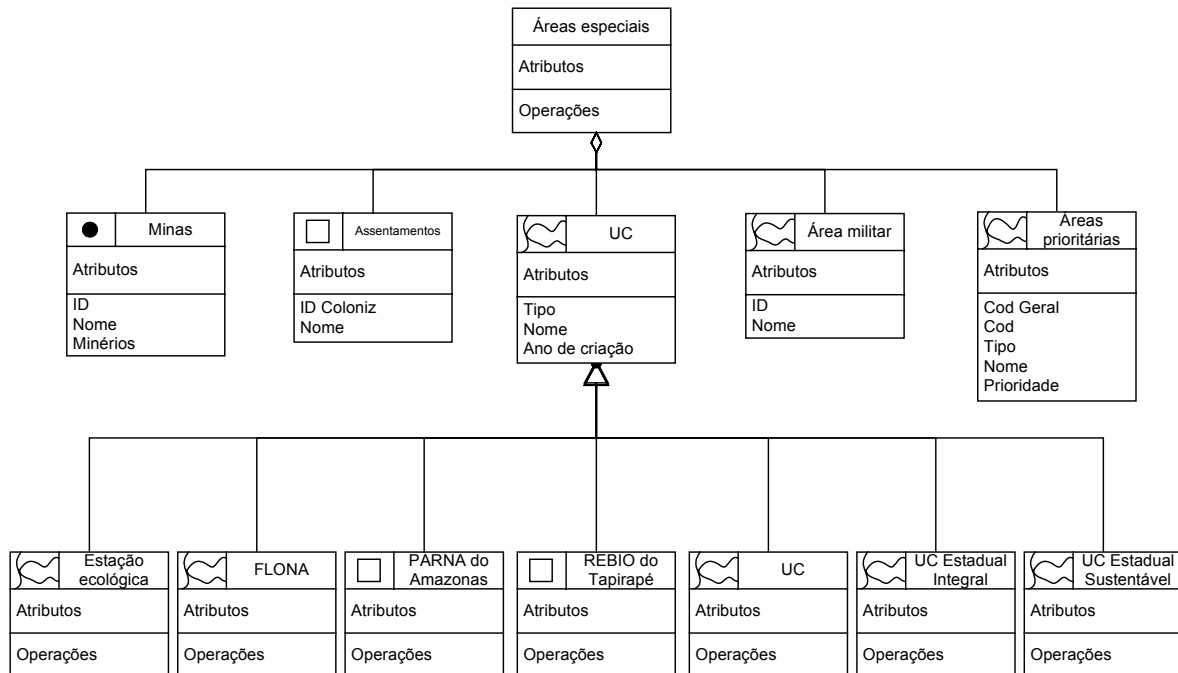 Áreas especiais
Atributos
Operações
Minas
Atributos
ID
Nome
Minérios
Assentamentos
Atributos
ID Coloniz
Nome
UC
Atributos
Tipo
Nome
Ano de criação
Área militar
Atributos
ID
Nome
Áreas
prioritárias
Atributos
Cod Geral
Cod
Tipo
Nome
Prioridade
Estação
ecológica
Atributos
Operações
FLONA
Atributos
Operações
PARNA do
Amazonas
Atributos
Operações
REBIO do
Tapirapé
Atributos
Operações
UC
Atributos
Operações
UC Estadual
Integral
Atributos
Operações
UC Estadual
Sustentável
Atributos
Operações